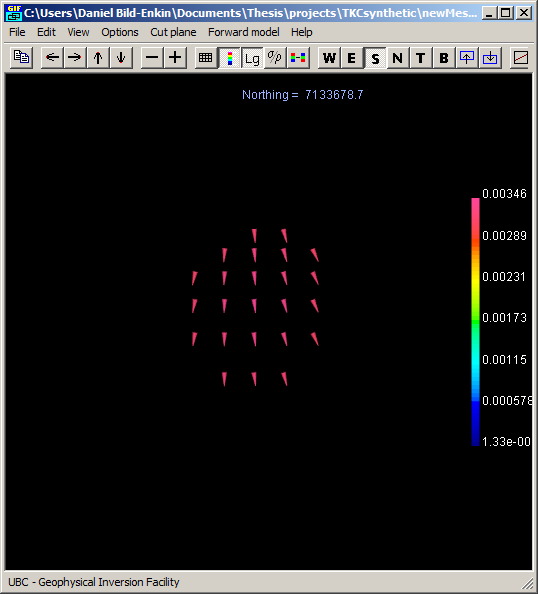 GIF
C:\Users\Daniel Bild-Enkin\Documents\Thesis\projects\TKCsynthetic\newMes...
File Edit View Options Cut plane Forward model Help
Lg σ/ρ W E S N T B
Northing = 7133678.7
0.00346
0.00289
0.00231
0.00173
0.00115
0.000578
1.33e-00
UBC - Geophysical Inversion Facility